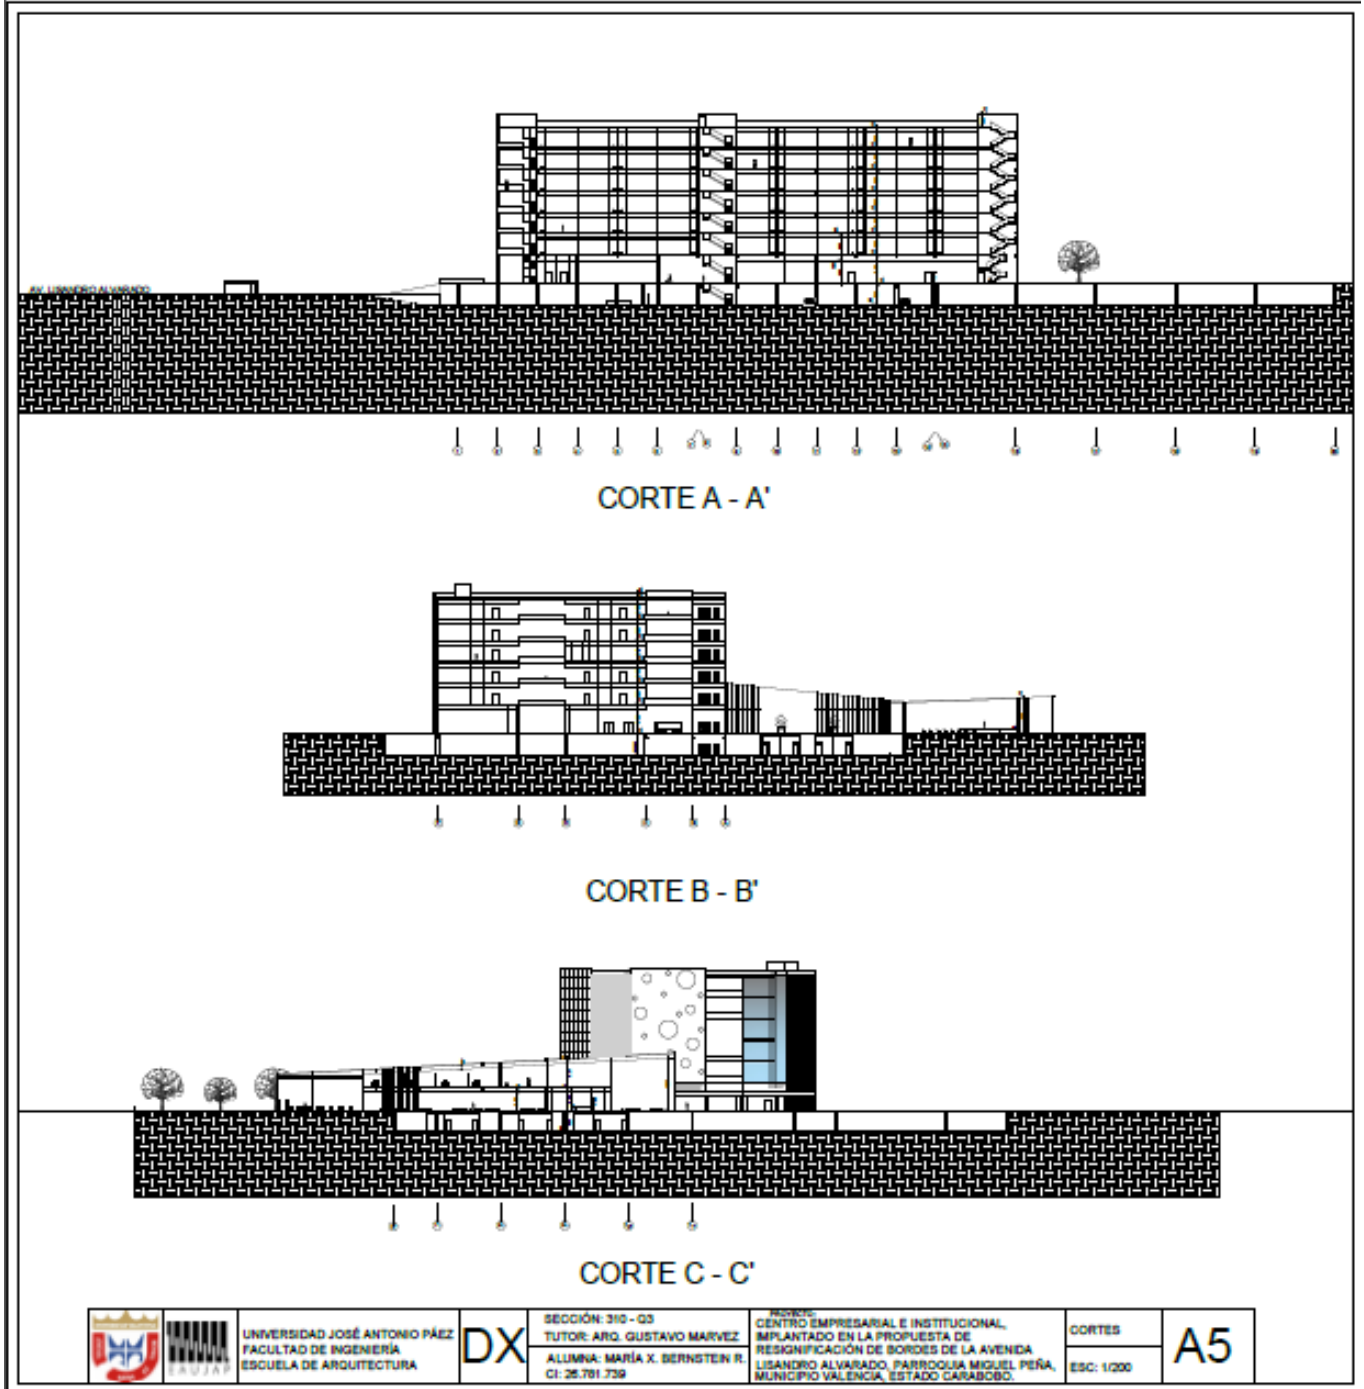 AV. LISANDRO ALVARADO
CORTE A - A'
CORTE B - B'
CORTE C - C'
UNIVERSIDAD JOSÉ ANTONIO PÁEZ
FACULTAD DE INGENIERÍA
ESCUELA DE ARQUITECTURA
DX
SECCIÓN: 310 - Q3
TUTOR: ARQ. GUSTAVO MARVEZ
ALUMNA: MARÍA X. BERNSTEIN R.
CI: 26.781.739
PROYECTO:
CENTRO EMPRESARIAL E INSTITUCIONAL,
IMPLANTADO EN LA PROPUESTA DE
RESIGNIFICACIÓN DE BORDES DE LA AVENIDA
LISANDRO ALVARADO, PARROQUIA MIGUEL PEÑA,
MUNICIPIO VALENCIA, ESTADO CARABOBO.
CORTES
ESC: 1/200
A5
EAUJAP